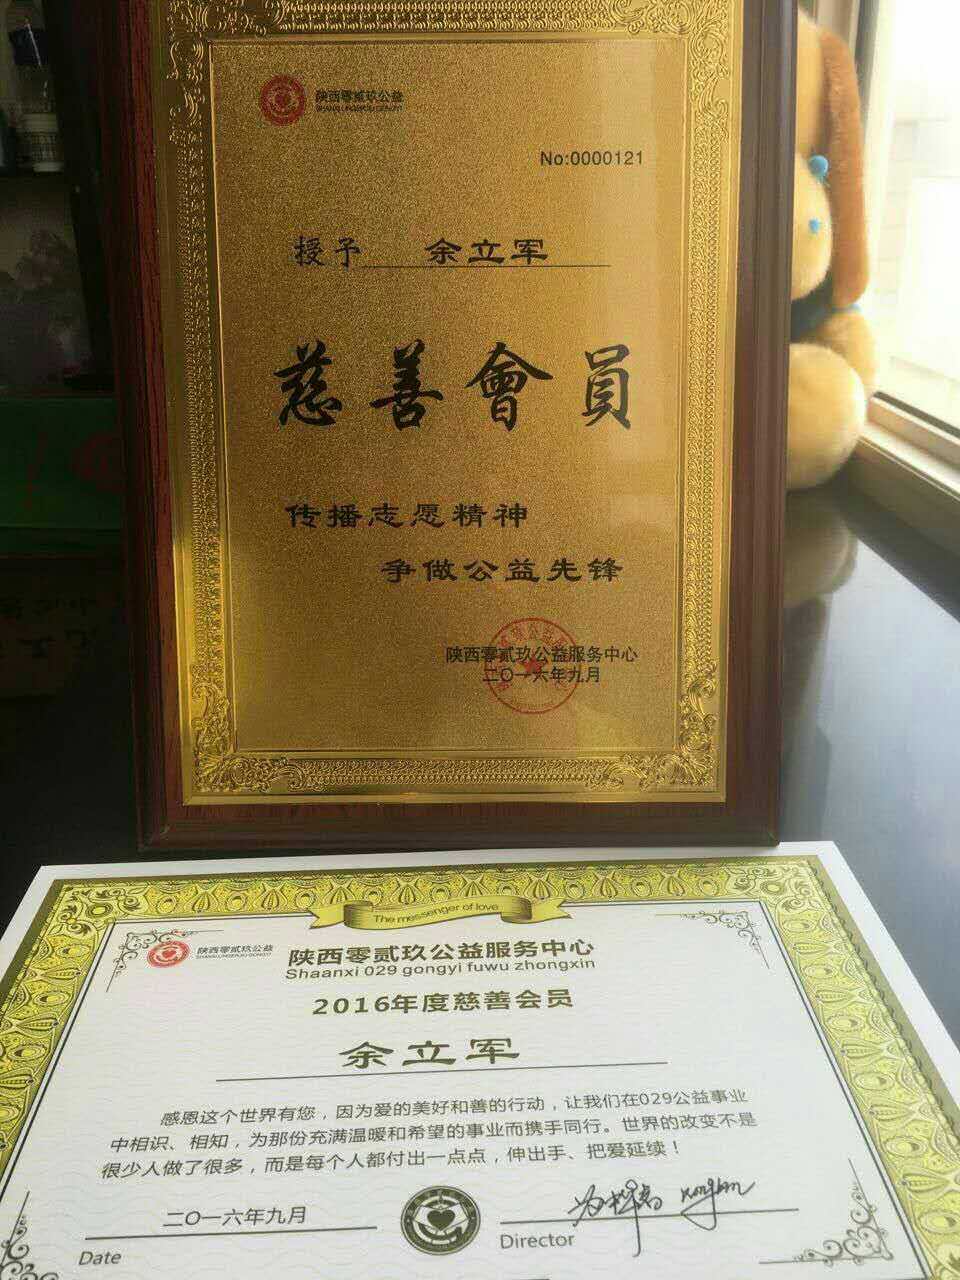 陕西零贰玖公益
SHANXI LINGERJIU GONGYI
No:0000121
授予 余立军
慈善會員
传播志愿精神
争做公益先锋
陕西零贰玖公益服务中心
二〇一六年九月
The messenger of love
陕西零贰玖公益
SHANXI LINGERJIU GONGYI
陕西零贰玖公益服务中心
Shaanxi 029 gongyi fuwu zhongxin
2016年度慈善会员
余立军
感恩这个世界有您，因为爱的美好和善的行动，让我们在029公益事业
中相识、相知，为那份充满温暖和希望的事业而携手同行。世界的改变不是
很少人做了很多，而是每个人都付出一点点，伸出手、把爱延续！
二〇一六年九月
Date
Director